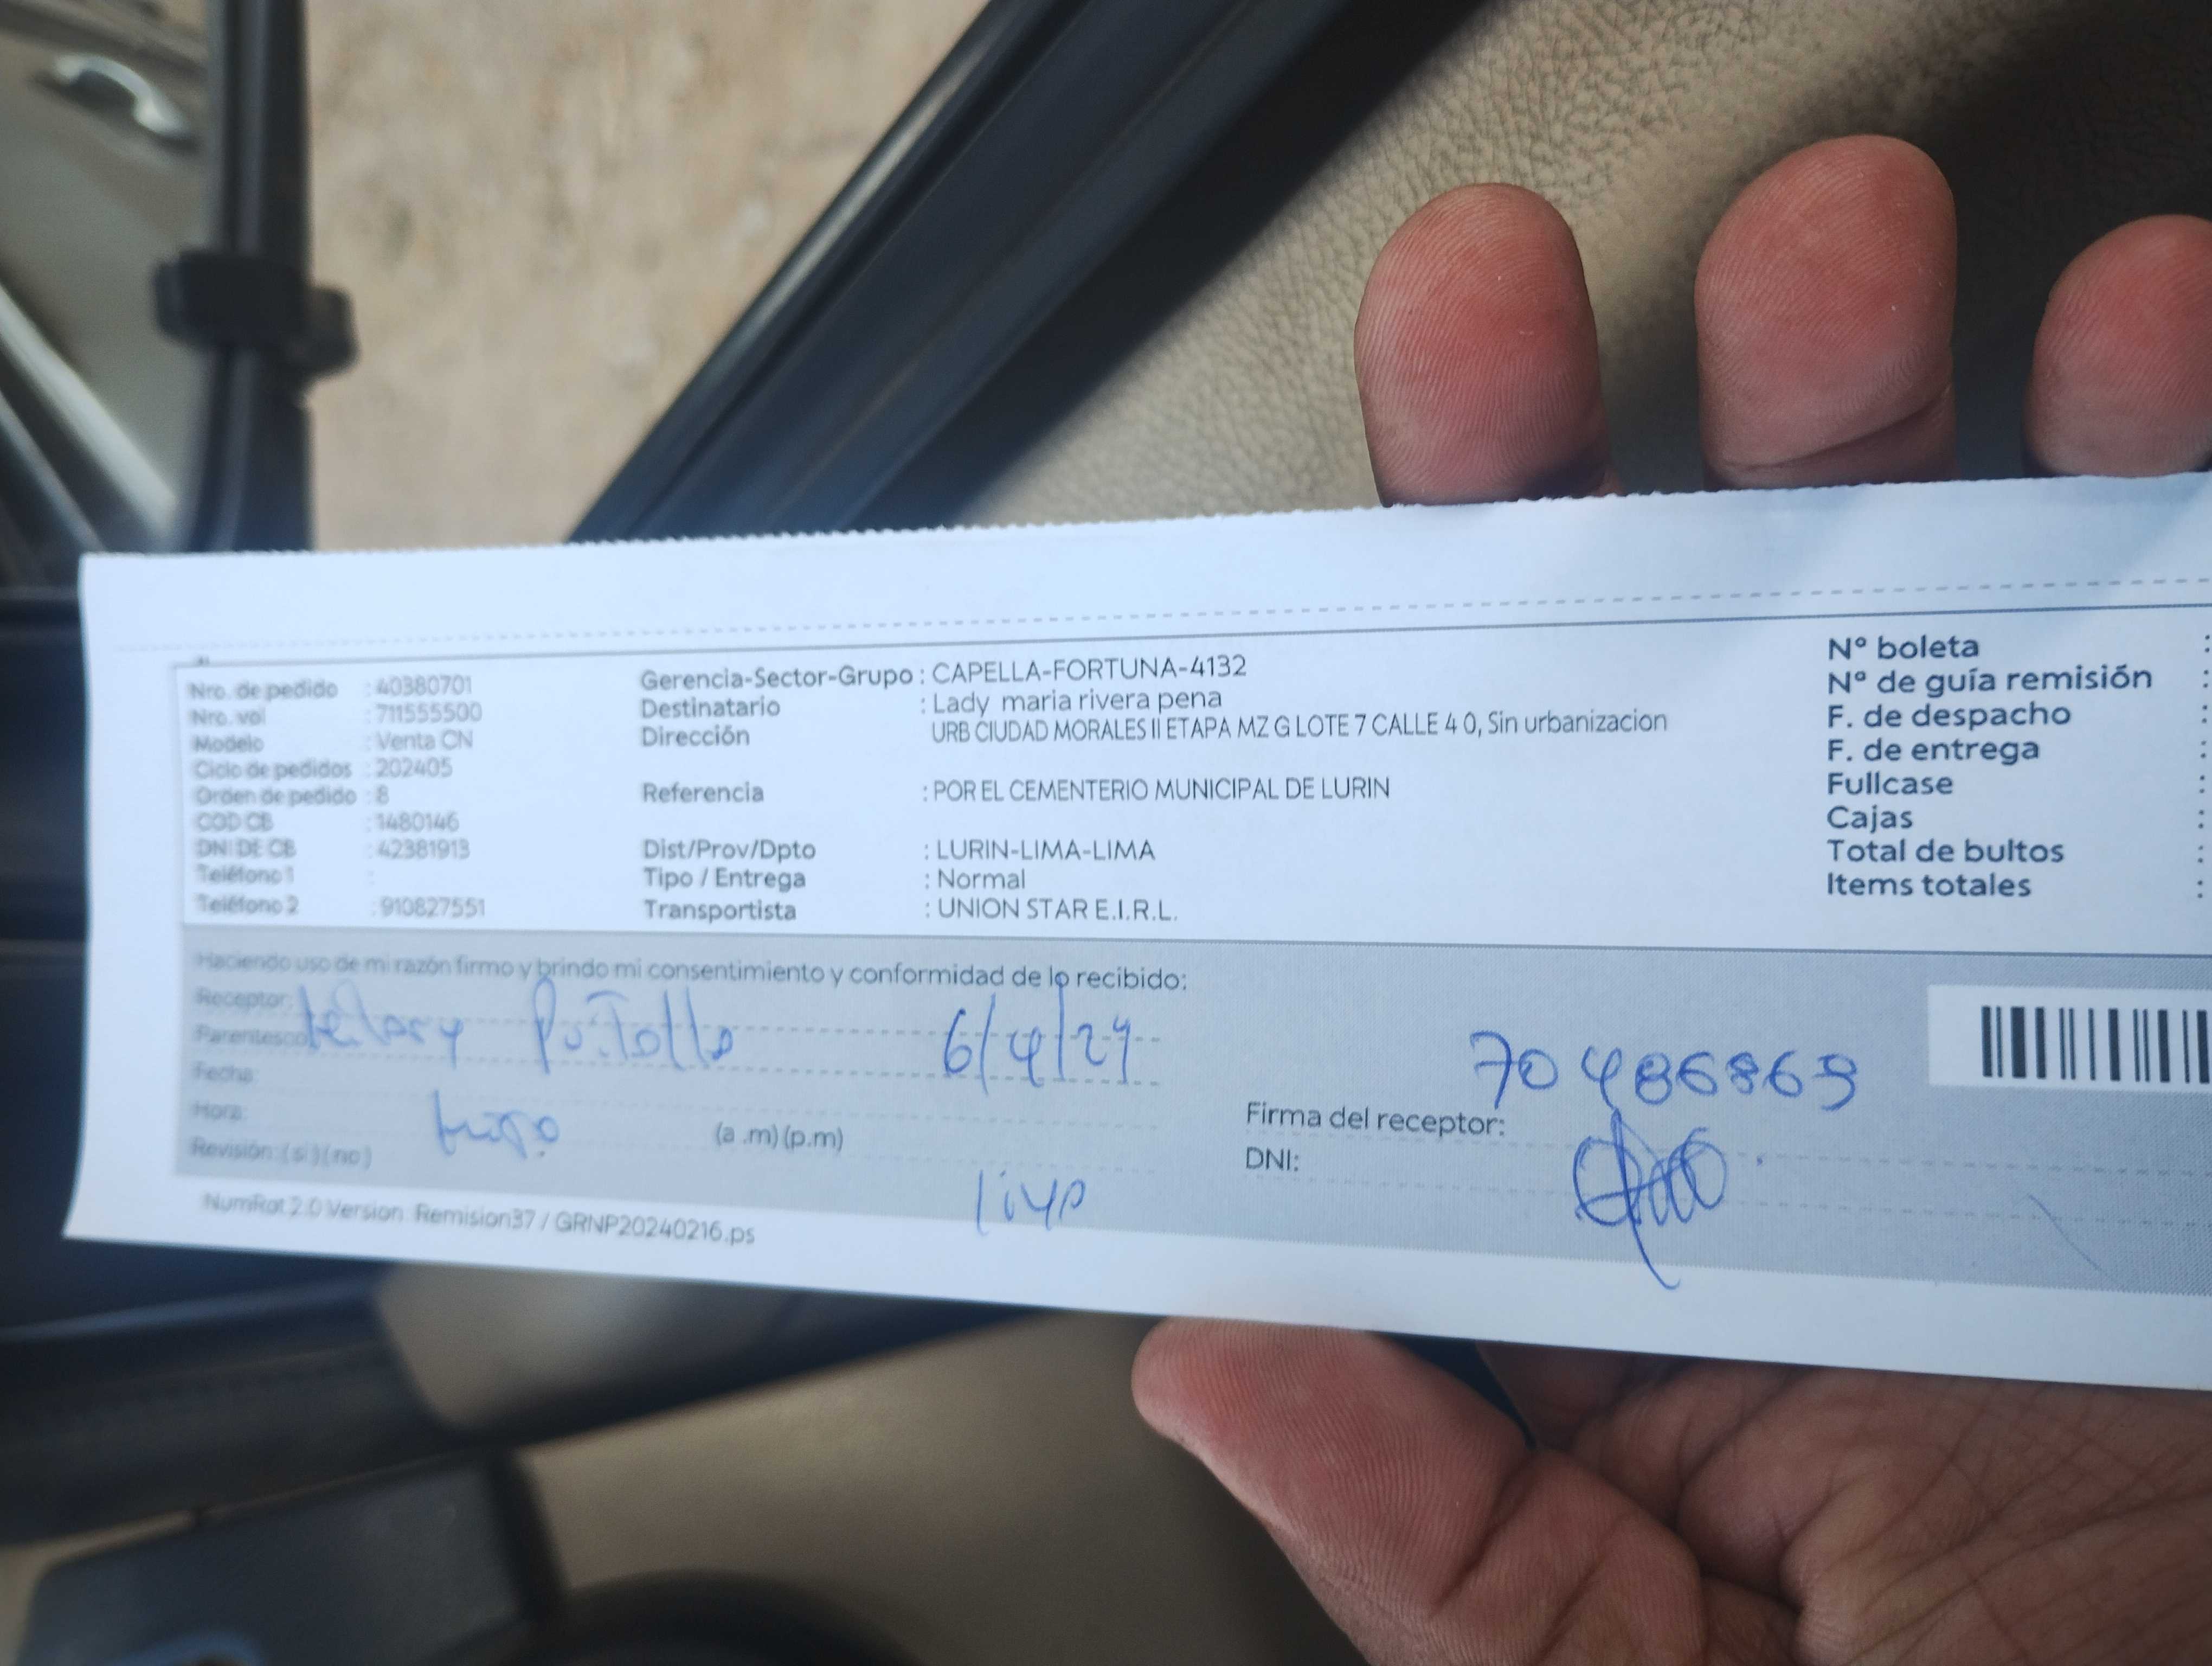 Nro. de pedido : 40380701
Nro. vol : 711555500
Modelo : Venta CN
Ciclo de pedidos : 202405
Orden de pedido : 8
COD CB : 1480146
DNI DE CB : 42381913
Teléfono 1 :
Teléfono 2 : 910827551
Gerencia-Sector-Grupo : CAPELLA-FORTUNA-4132
Destinatario : Lady maria rivera pena
Dirección URB CIUDAD MORALES II ETAPA MZ G LOTE 7 CALLE 4 0, Sin urbanizacion
Referencia : POR EL CEMENTERIO MUNICIPAL DE LURIN
Dist/Prov/Dpto : LURIN-LIMA-LIMA
Tipo / Entrega : Normal
Transportista : UNION STAR E.I.R.L.
N° boleta :
N° de guía remisión :
F. de despacho :
F. de entrega :
Fullcase :
Cajas :
Total de bultos :
Items totales :
Haciendo uso de mi razón firmo y brindo mi consentimiento y conformidad de lo recibido:
Receptor:
Parentesco
6/4/24
Fecha:
70486869
Hora: (a .m) (p.m)
Firma del receptor:
Revisión: (si) (no)
DNI:
NumRot 2.0 Version Remision37 / GRNP20240216.ps